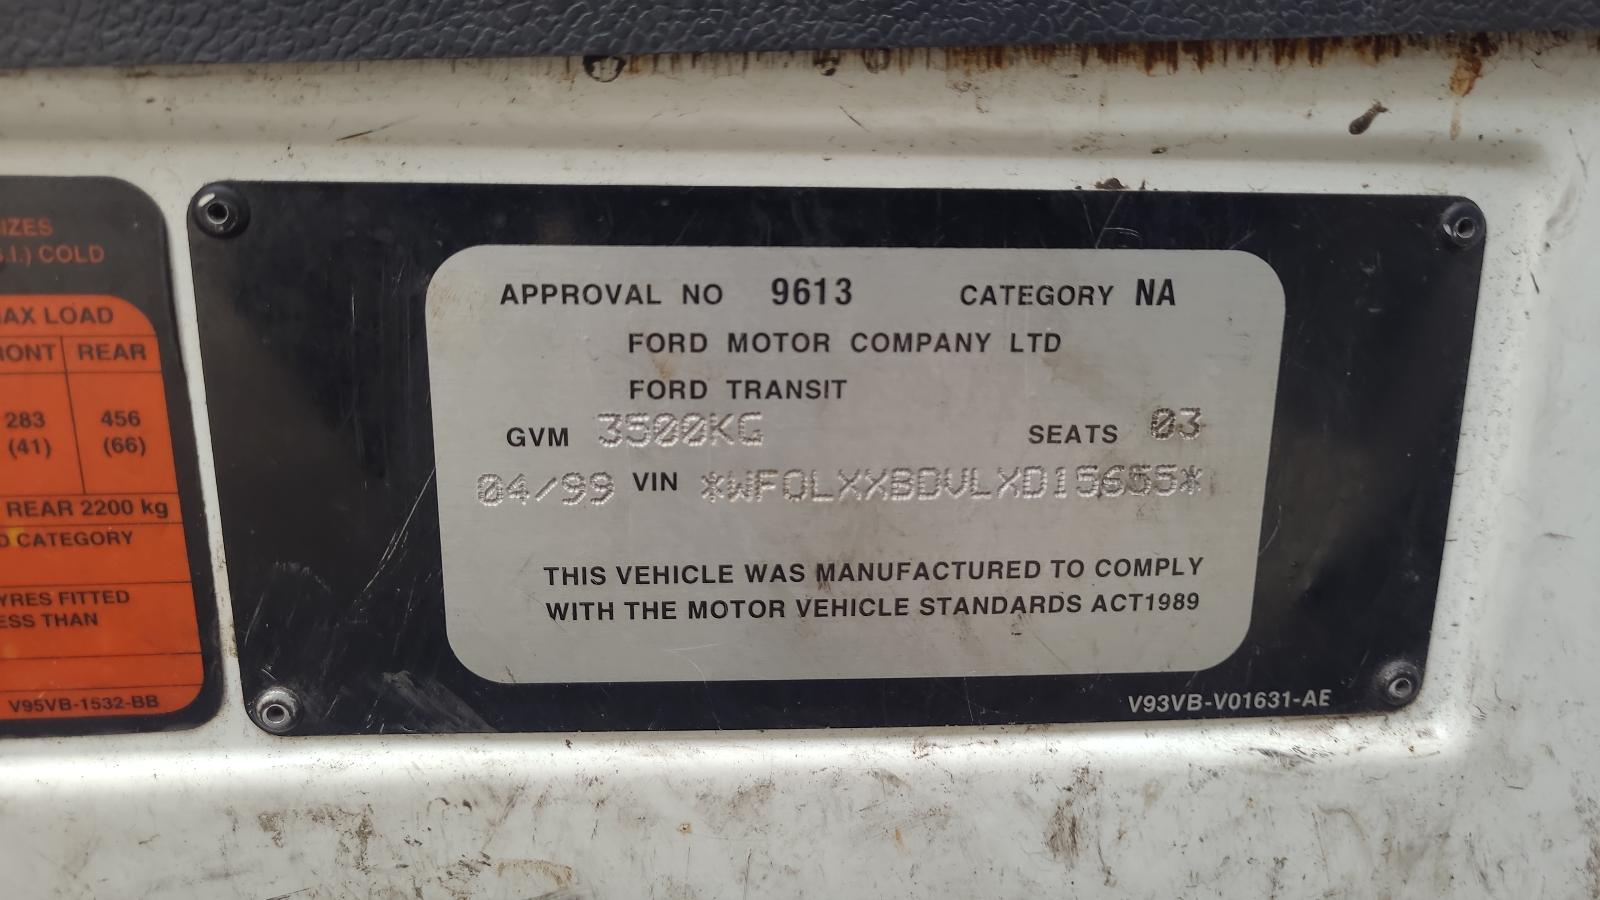 IZES
.I.) COLD
AX LOAD
ONT REAR
283 456
(41) (66)
REAR 2200 kg
D CATEGORY
YRES FITTED
ESS THAN
V95VB-1532-BB
APPROVAL NO 9613 CATEGORY NA
FORD MOTOR COMPANY LTD
FORD TRANSIT
GVM 3500KG SEATS 03
04/99 VIN *WF0LXXBDVLXD15655*
THIS VEHICLE WAS MANUFACTURED TO COMPLY
WITH THE MOTOR VEHICLE STANDARDS ACT1989
V93VB-V01631-AE